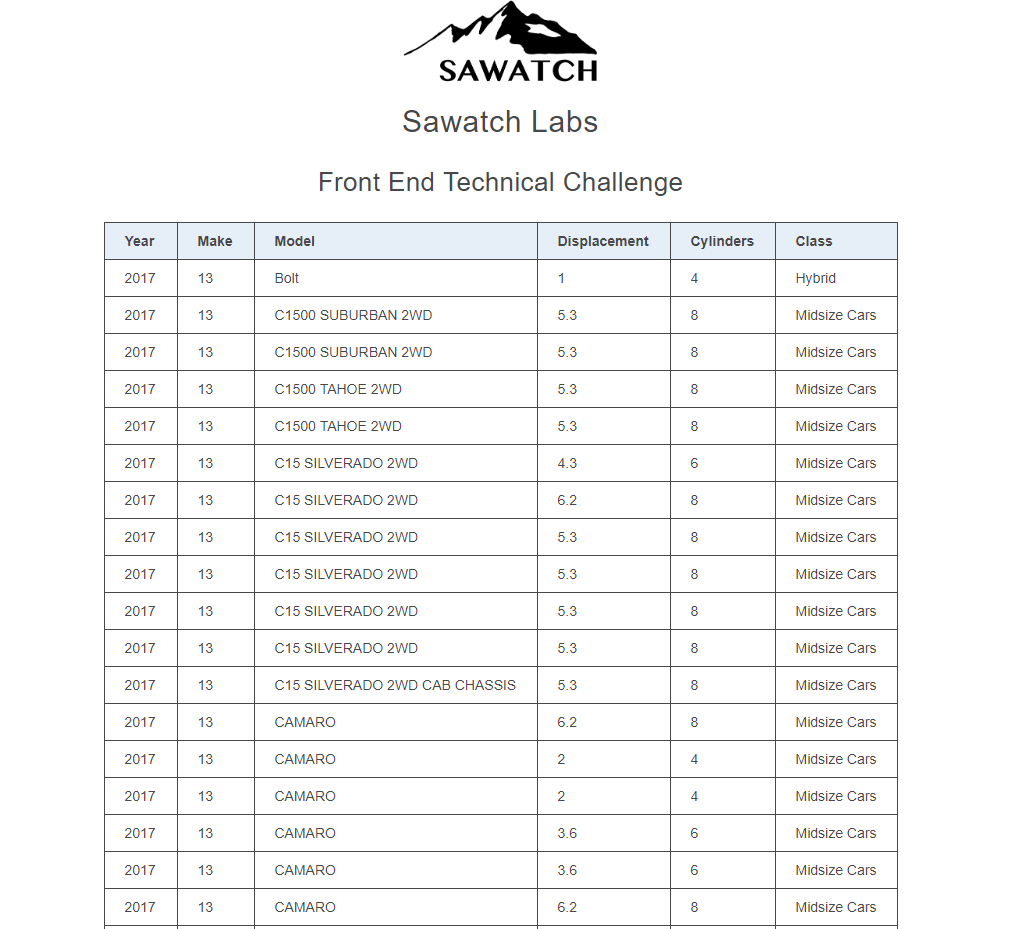 SAWATCH
Sawatch Labs
Front End Technical Challenge
Year Make Model Displacement Cylinders Class
2017 13 Bolt 1 4 Hybrid
2017 13 C1500 SUBURBAN 2WD 5.3 8 Midsize Cars
2017 13 C1500 SUBURBAN 2WD 5.3 8 Midsize Cars
2017 13 C1500 TAHOE 2WD 5.3 8 Midsize Cars
2017 13 C1500 TAHOE 2WD 5.3 8 Midsize Cars
2017 13 C15 SILVERADO 2WD 4.3 6 Midsize Cars
2017 13 C15 SILVERADO 2WD 6.2 8 Midsize Cars
2017 13 C15 SILVERADO 2WD 5.3 8 Midsize Cars
2017 13 C15 SILVERADO 2WD 5.3 8 Midsize Cars
2017 13 C15 SILVERADO 2WD 5.3 8 Midsize Cars
2017 13 C15 SILVERADO 2WD 5.3 8 Midsize Cars
2017 13 C15 SILVERADO 2WD CAB CHASSIS 5.3 8 Midsize Cars
2017 13 CAMARO 6.2 8 Midsize Cars
2017 13 CAMARO 2 4 Midsize Cars
2017 13 CAMARO 2 4 Midsize Cars
2017 13 CAMARO 3.6 6 Midsize Cars
2017 13 CAMARO 3.6 6 Midsize Cars
2017 13 CAMARO 6.2 8 Midsize Cars